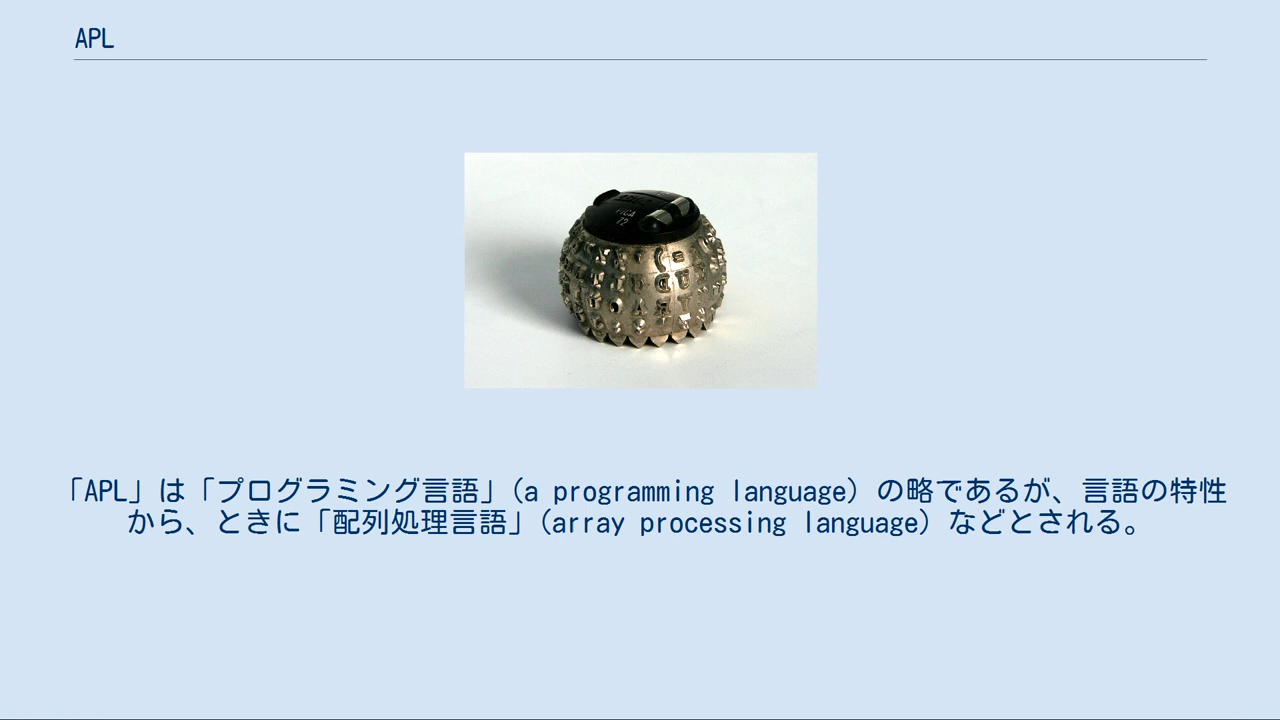 APL
「APL」は「プログラミング言語」(a programming language) の略であるが、言語の特性
から、ときに「配列処理言語」(array processing language) などとされる。